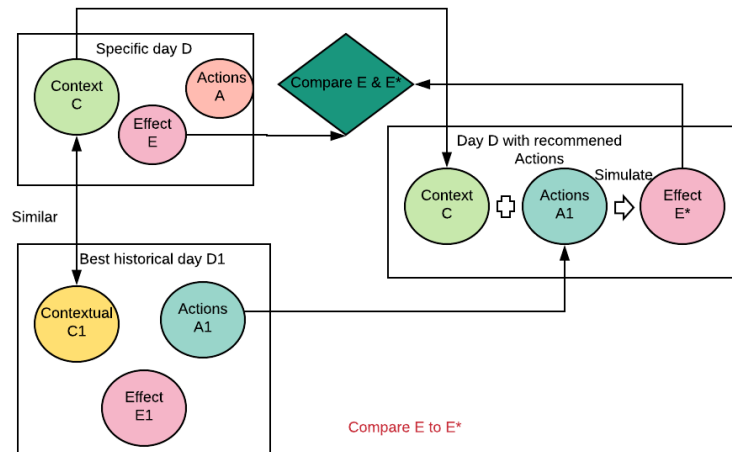 Specific day D
Context
C
Actions
A
Effect
E
Compare E & E*
Day D with recommened
Actions
Simulate
Context
C
Actions
A1
Effect
E*
Similar
Best historical day D1
Contextual
C1
Actions
A1
Effect
E1
Compare E to E*